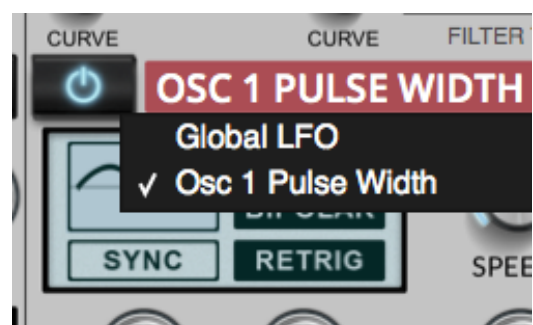 CURVE
CURVE
FILTER
OSC 1 PULSE WIDTH
Global LFO
✓ Osc 1 Pulse Width
SYNC
RETRIG